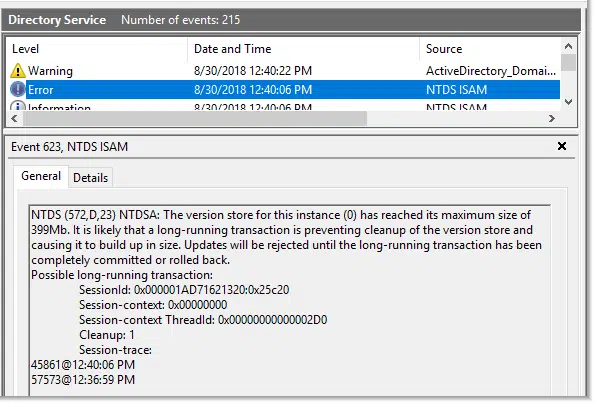 Directory Service Number of events: 215
Level Date and Time Source
Warning 8/30/2018 12:40:22 PM ActiveDirectory_Domai...
Error 8/30/2018 12:40:06 PM NTDS ISAM
Information 8/30/2018 12:40:06 PM NTDS ISAM
Event 623, NTDS ISAM
General Details
NTDS (572,D,23) NTDSA: The version store for this instance (0) has reached its maximum size of
399Mb. It is likely that a long-running transaction is preventing cleanup of the version store and
causing it to build up in size. Updates will be rejected until the long-running transaction has been
completely committed or rolled back.
Possible long-running transaction:
SessionId: 0x000001AD71621320:0x25c20
Session-context: 0x00000000
Session-context ThreadId: 0x00000000000002D0
Cleanup: 1
Session-trace:
45861@12:40:06 PM
57573@12:36:59 PM